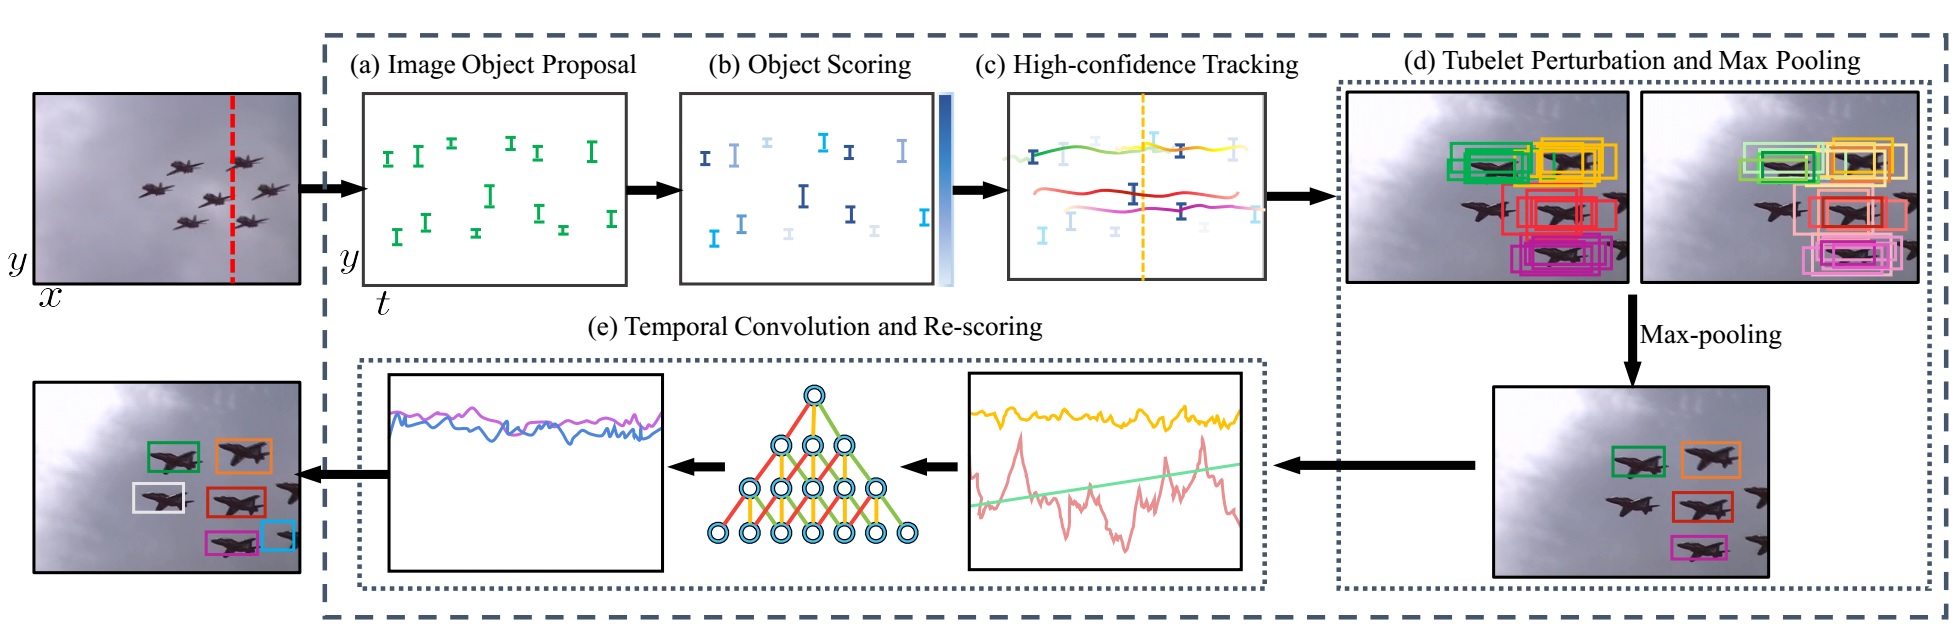 (a) Image Object Proposal
(b) Object Scoring
(c) High-confidence Tracking
(d) Tubelet Perturbation and Max Pooling
y
x
y
t
(e) Temporal Convolution and Re-scoring
Max-pooling